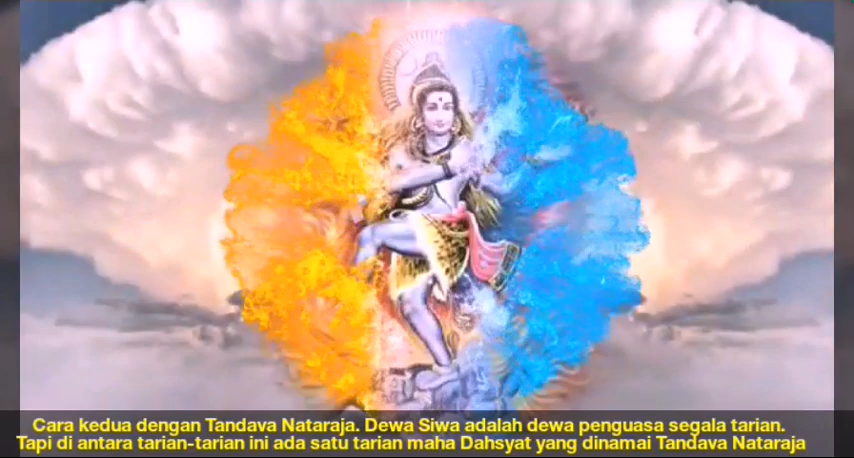 Cara kedua dengan Tandava Nataraja. Dewa Siwa adalah dewa penguasa segala tarian.
Tapi di antara tarian-tarian ini ada satu tarian maha Dahsyat yang dinamai Tandava Nataraja